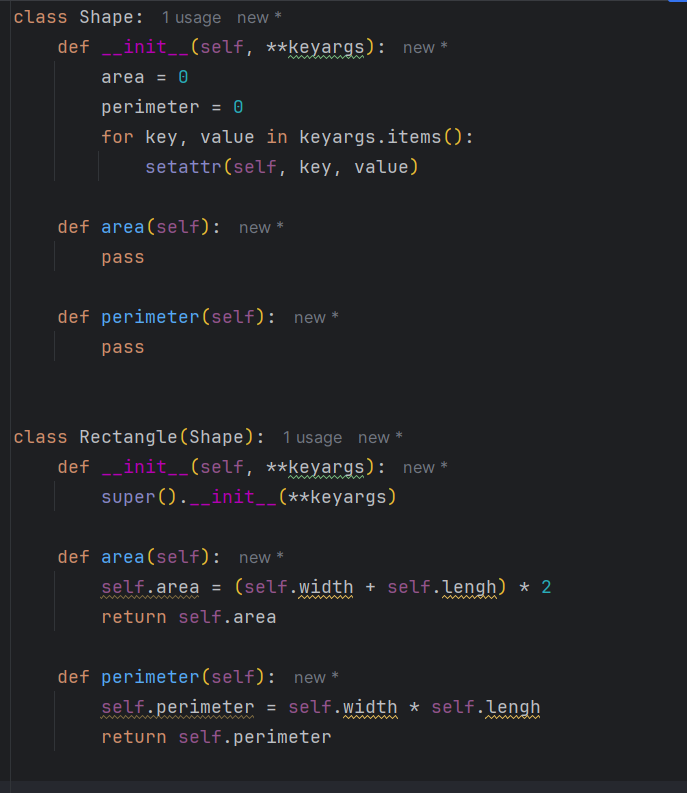 class Shape: 1 usage new *
    def __init__(self, **keyargs): new *
        area = 0
        perimeter = 0
        for key, value in keyargs.items():
            setattr(self, key, value)
    def area(self): new *
        pass
    def perimeter(self): new *
        pass
class Rectangle(Shape): 1 usage new *
    def __init__(self, **keyargs): new *
        super().__init__(**keyargs)
    def area(self): new *
        self.area = (self.width + self.lengh) * 2
        return self.area
    def perimeter(self): new *
        self.perimeter = self.width * self.lengh
        return self.perimeter